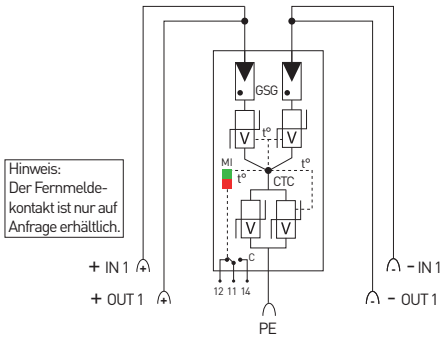 GSG
V V
t°
MI
t° t°
CTC
V V
C
12 11 14
PE
Hinweis:
Der Fernmelde-
kontakt ist nur auf
Anfrage erhältlich.
+ IN 1 +
+ OUT 1 +
- - IN 1
- - OUT 1